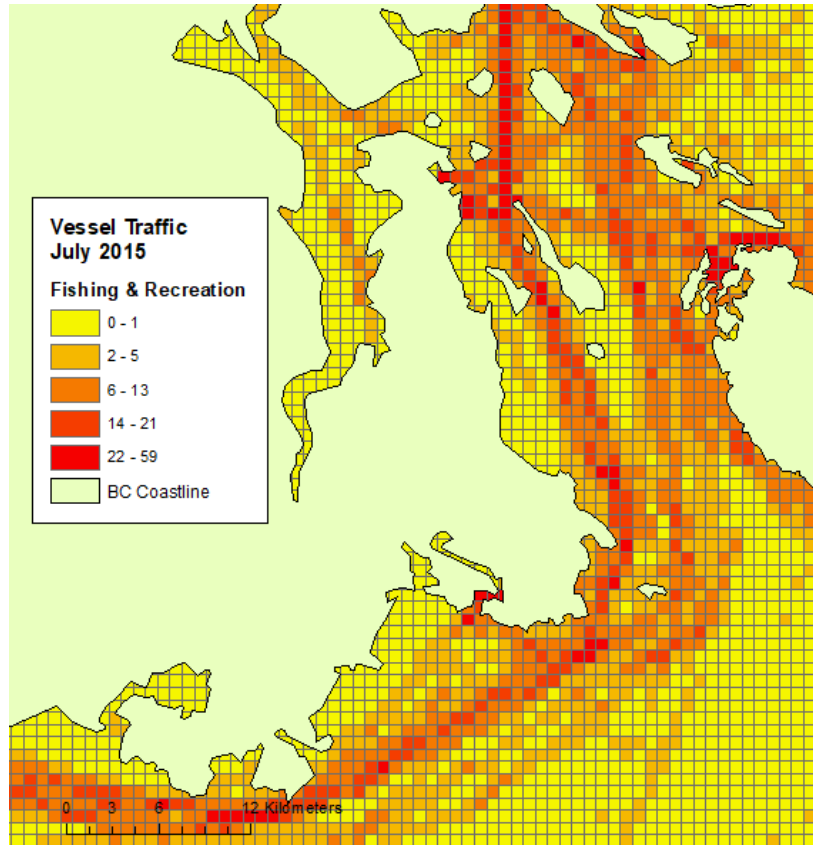 Vessel Traffic
July 2015
Fishing & Recreation
0 - 1
2 - 5
6 - 13
14 - 21
22 - 59
BC Coastline
0 3 6 12 Kilometers